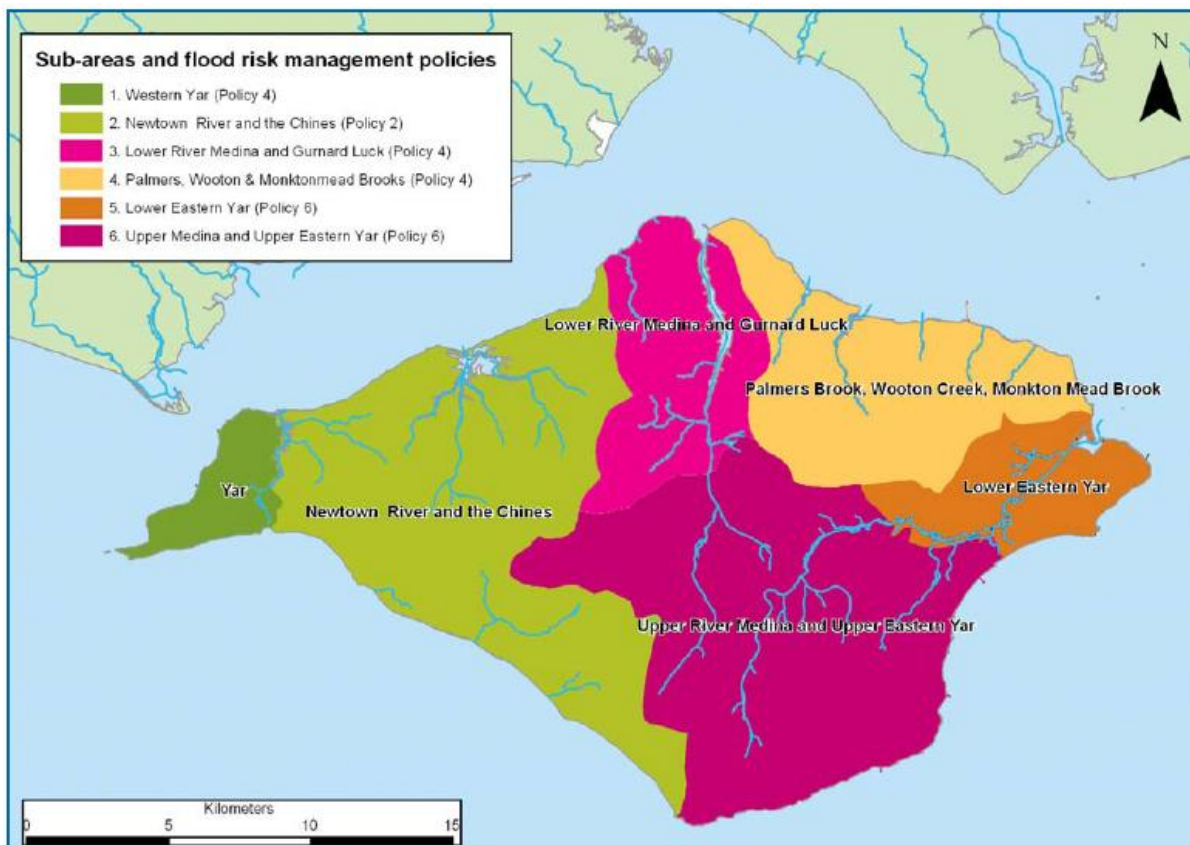 Sub-areas and flood risk management policies
1. Western Yar (Policy 4)
2. Newtown River and the Chines (Policy 2)
3. Lower River Medina and Gurnard Luck (Policy 4)
4. Palmers, Wooton & Monktonmead Brooks (Policy 4)
5. Lower Eastern Yar (Policy 6)
6. Upper Medina and Upper Eastern Yar (Policy 6)
N
Lower River Medina and Gurnard Luck
Palmers Brook, Wooton Creek, Monkton Mead Brook
Yar
Lower Eastern Yar
Newtown River and the Chines
Upper River Medina and Upper Eastern Yar
Kilometers
0 5 10 15